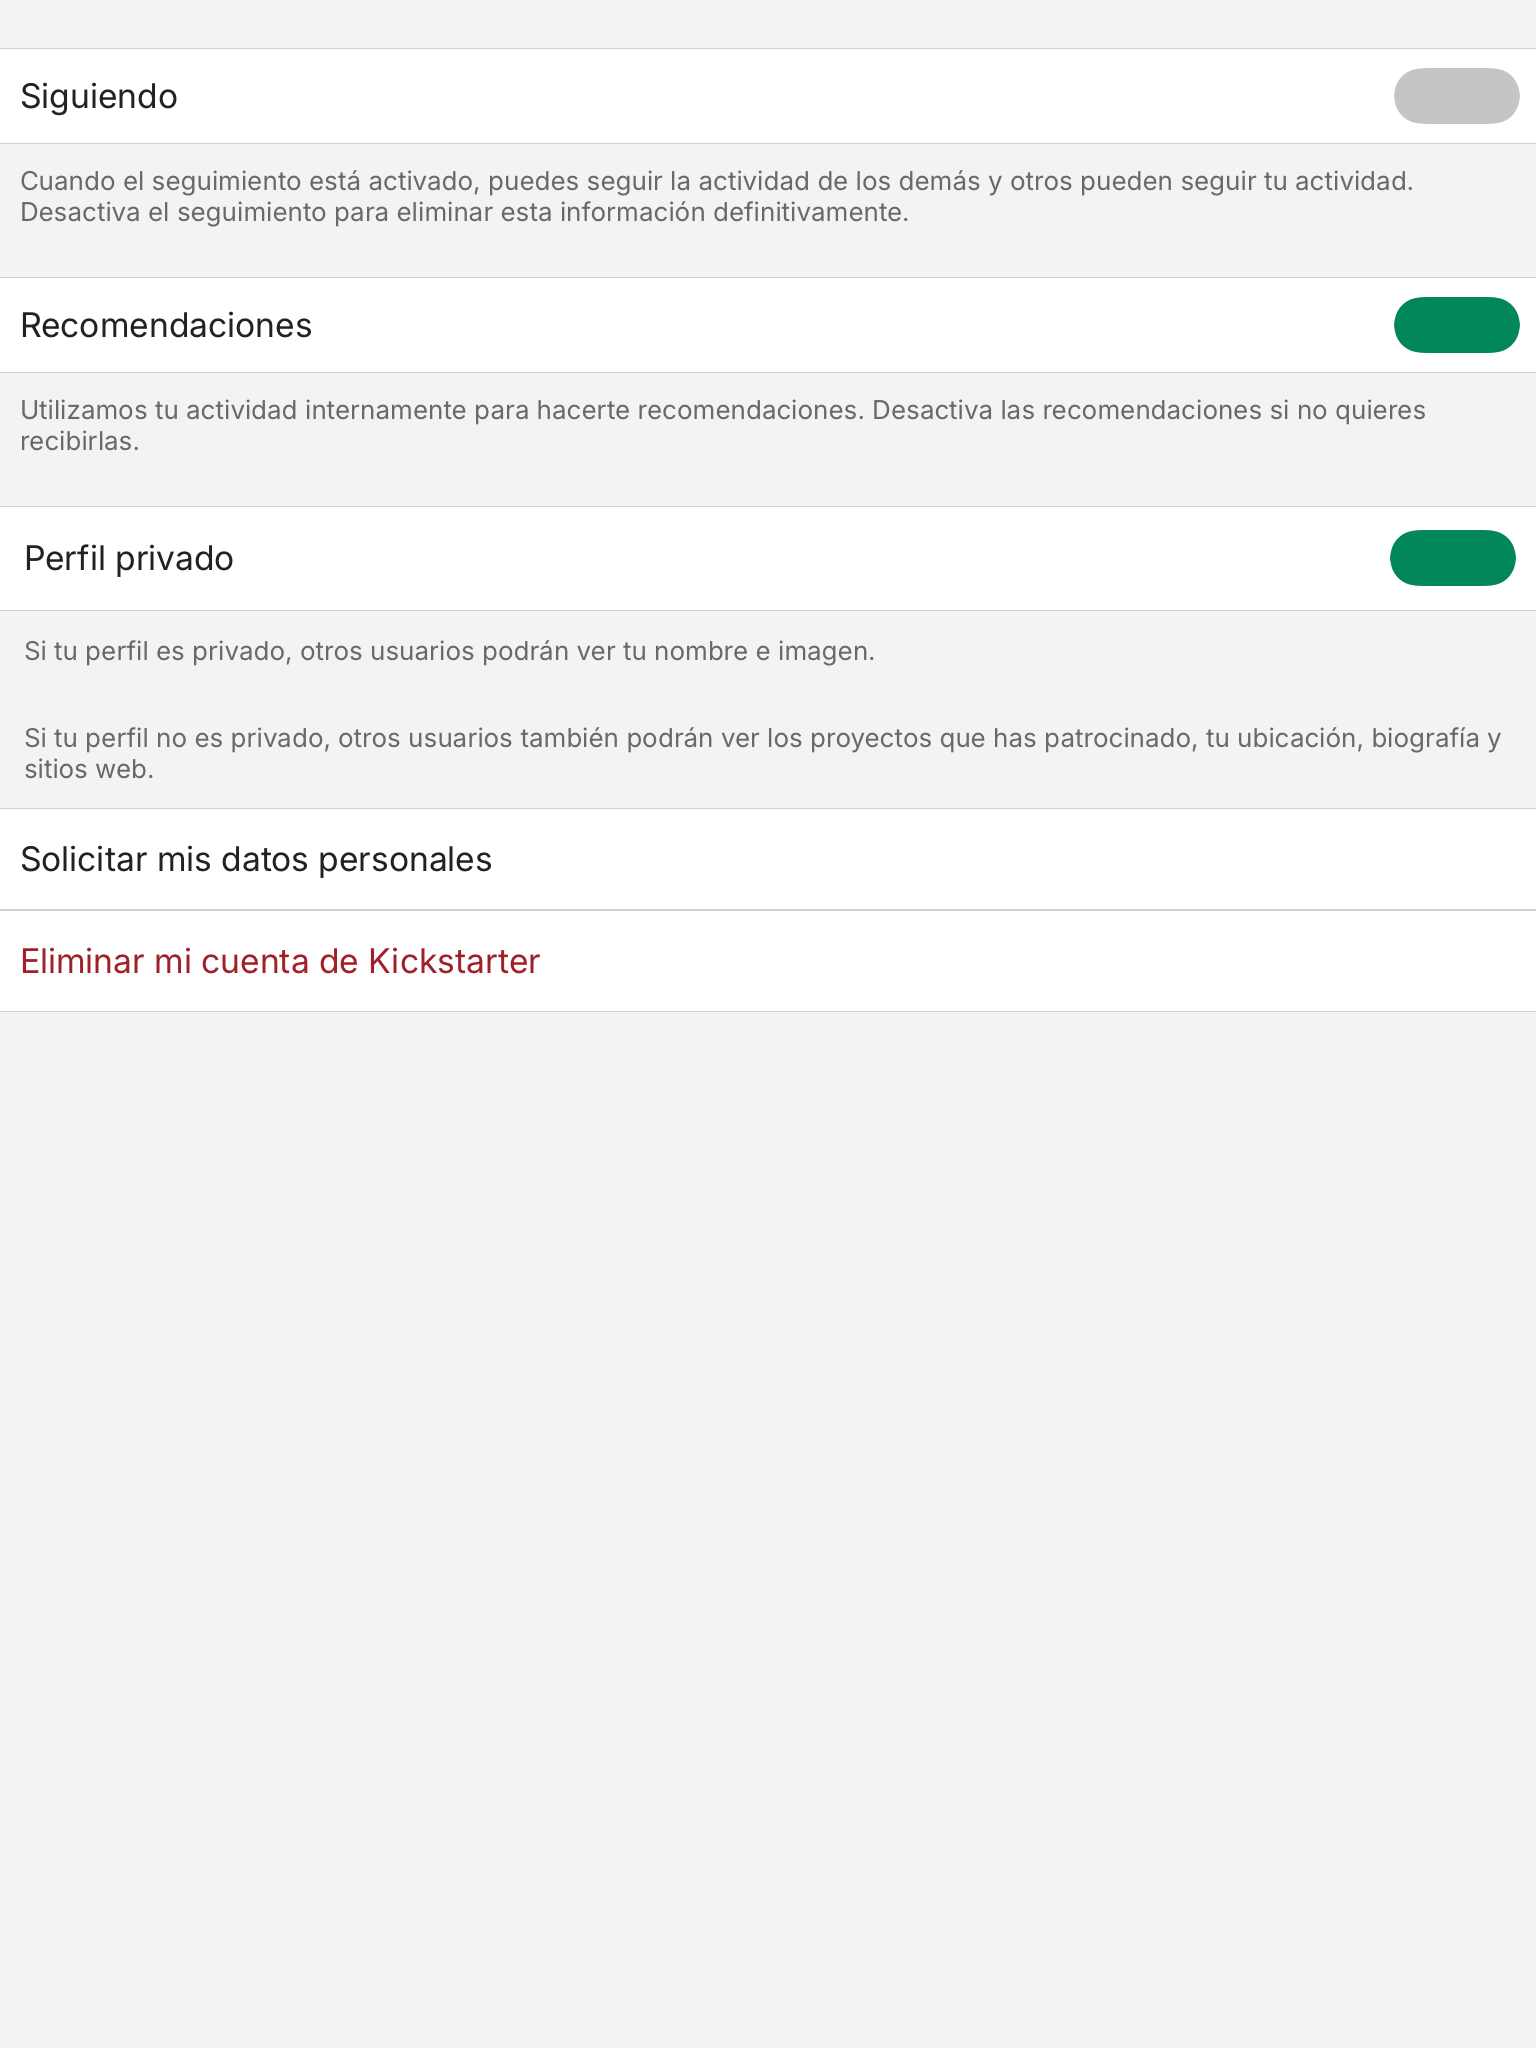 Siguiendo
Cuando el seguimiento está activado, puedes seguir la actividad de los demás y otros pueden seguir tu actividad.
Desactiva el seguimiento para eliminar esta información definitivamente.
Recomendaciones
Utilizamos tu actividad internamente para hacerte recomendaciones. Desactiva las recomendaciones si no quieres
recibirlas.
Perfil privado
Si tu perfil es privado, otros usuarios podrán ver tu nombre e imagen.
Si tu perfil no es privado, otros usuarios también podrán ver los proyectos que has patrocinado, tu ubicación, biografía y
sitios web.
Solicitar mis datos personales
Eliminar mi cuenta de Kickstarter